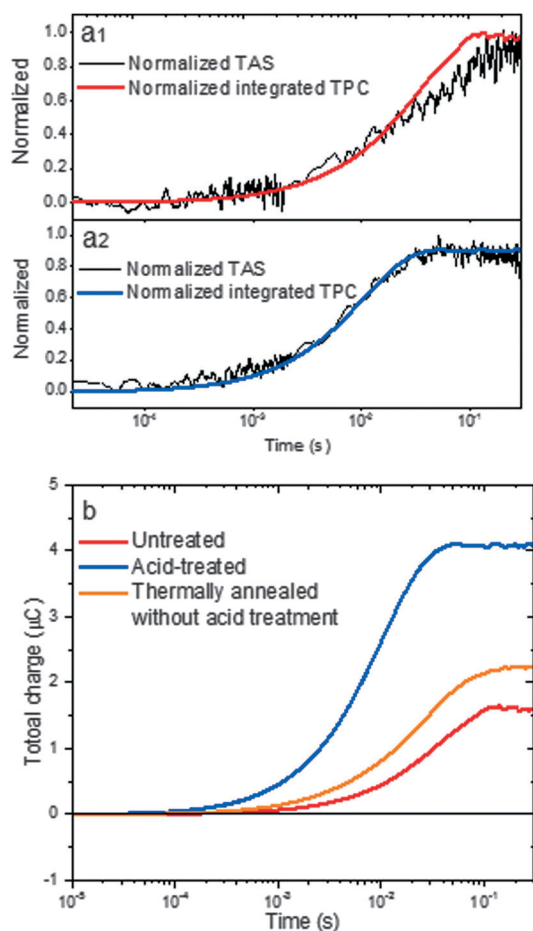 a1
Normalized TAS
Normalized integrated TPC
Normalized
1.0
0.8
0.6
0.4
0.2
0.0
a2
Normalized TAS
Normalized integrated TPC
Normalized
1.0
0.8
0.6
0.4
0.2
0.0
10⁻³
10⁻²
10⁻¹
Time (s)
b
Untreated
Acid-treated
Thermally annealed
without acid treatment
Totoal charge (µC)
5
4
3
2
1
0
-1
10⁻⁵
10⁻⁴
10⁻³
10⁻²
10⁻¹
Time (s)